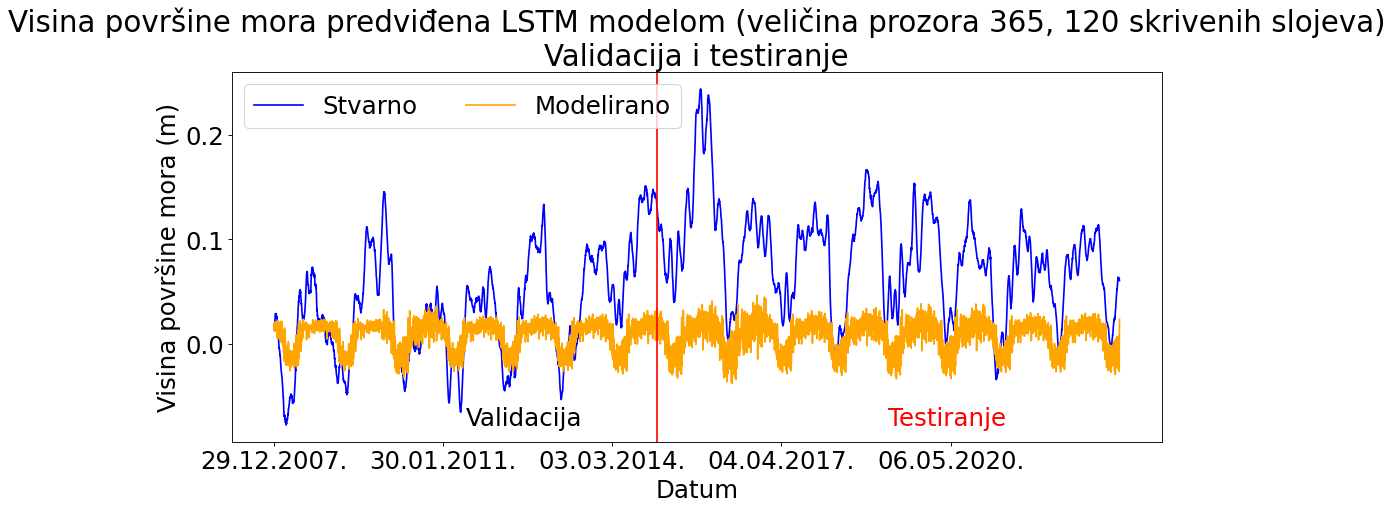 Visina površine mora predviđena LSTM modelom (veličina prozora 365, 120 skrivenih slojeva)
Validacija i testiranje
Stvarno
Modelirano
Visina površine mora (m)
0.2
0.1
0.0
Validacija
Testiranje
29.12.2007.
30.01.2011.
03.03.2014.
04.04.2017.
06.05.2020.
Datum